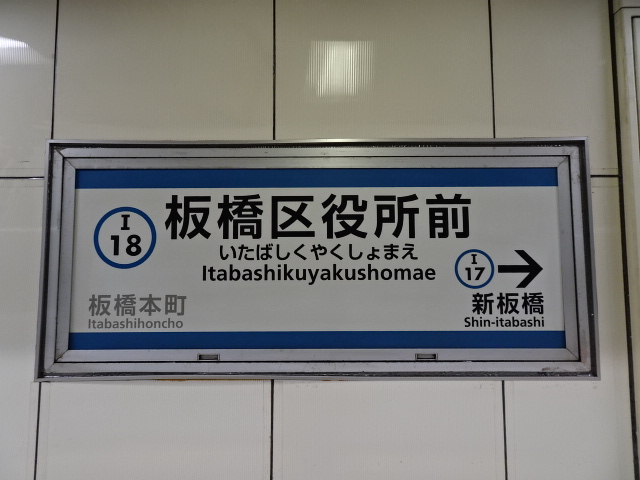 I
18
板橋区役所前
いたばしくやくしょまえ
Itabashikuyakushomae
I
17
板橋本町
Itabashihoncho
新板橋
Shin-itabashi